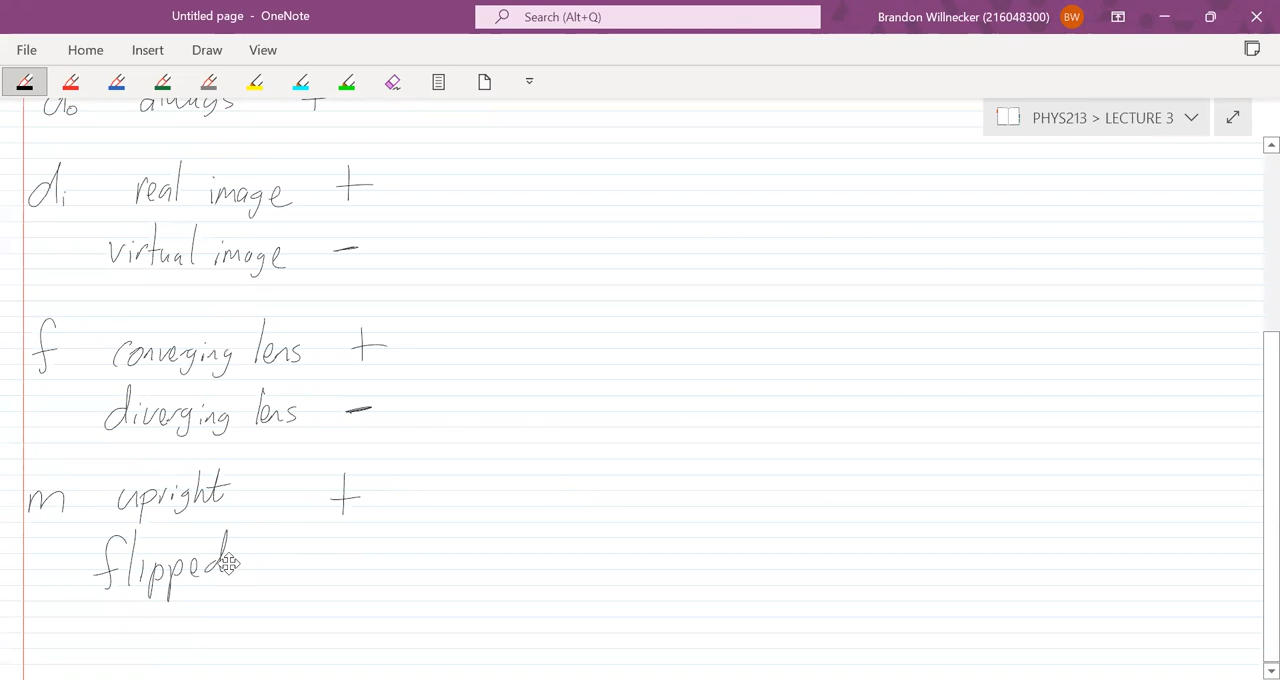 Untitled page - OneNote
Search (Alt+Q)
Brandon Willnecker (216048300)
BW
File Home Insert Draw View
PHYS213 > LECTURE 3
always +
di real image +
virtual image -
f converging lens +
diverging lens -
m upright +
flipped